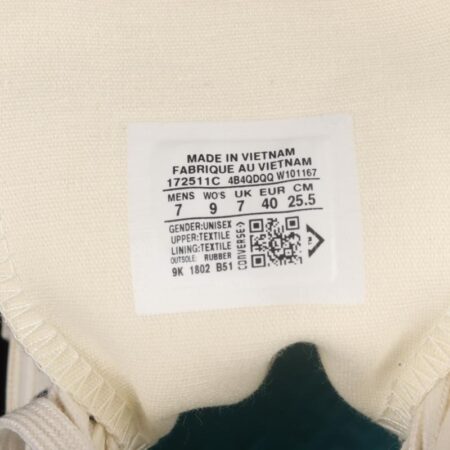 MADE IN VIETNAM
FABRIQUE AU VIETNAM
172511C 4B4QDQQ W101167
MENS WO'S UK EUR CM
7 9 7 40 25.5
GENDER:UNISEX
UPPER:TEXTILE
LINING:TEXTILE
OUTSOLE: RUBBER
9K 1802 B51
CONVERSE